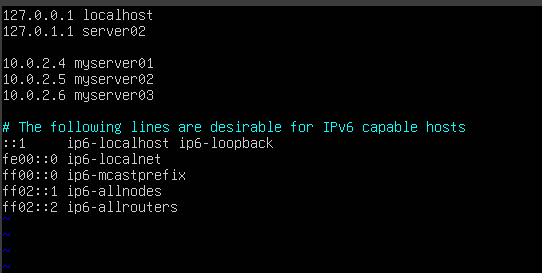 127.0.0.1 localhost
127.0.1.1 server02
10.0.2.4 myserver01
10.0.2.5 myserver02
10.0.2.6 myserver03
# The following lines are desirable for IPv6 capable hosts
::1     ip6-localhost ip6-loopback
fe00::0 ip6-localnet
ff00::0 ip6-mcastprefix
ff02::1 ip6-allnodes
ff02::2 ip6-allrouters
~
~
~
~